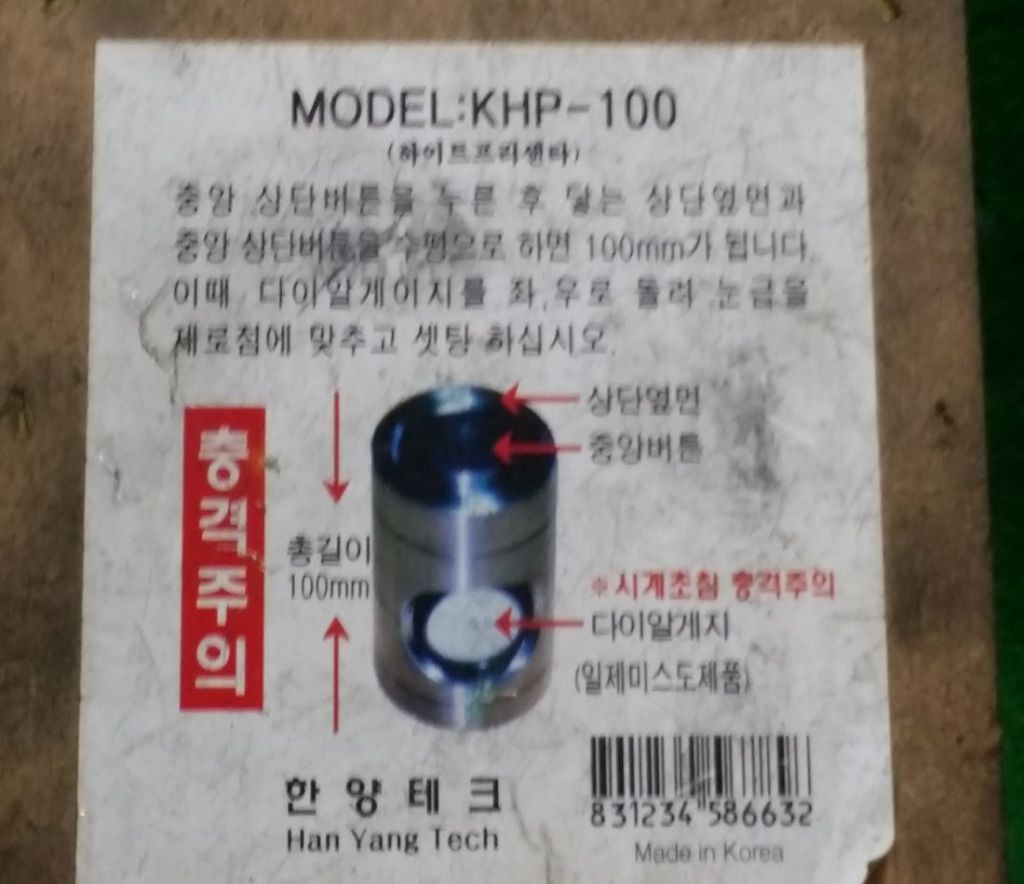 MODEL:KHP-100
(하이트프리셋타)
중앙 상단버튼을 누른 후 닿는 상단옆면과
중앙 상단버튼을 수평으로 하면 100mm가 됩니다.
이때 다이알게이지를 좌,우로 돌려 눈금을
제로점에 맞추고 셋팅 하십시오.
상단옆면
중앙버튼
충격주의
총길이
100mm
※시계초침 충격주의
다이알게지
(일제미스도제품)
한양테크
Han Yang Tech
831234 586632
Made in Korea